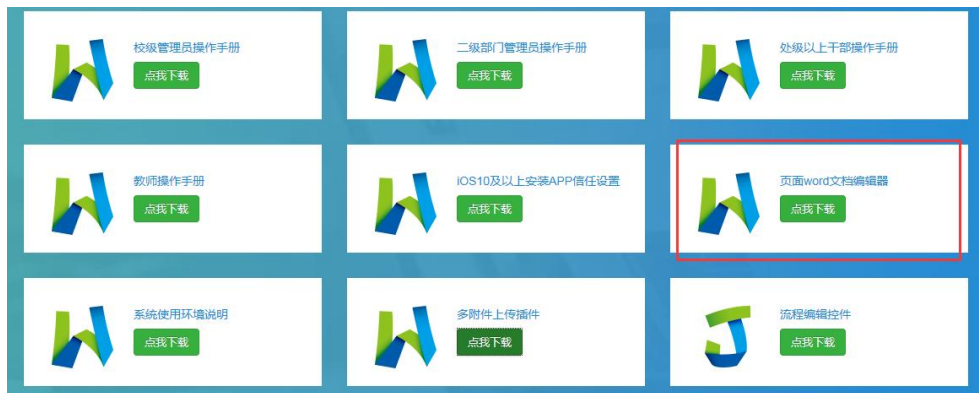 校级管理员操作手册
点我下载
二级部门管理员操作手册
点我下载
处级以上干部操作手册
点我下载
教师操作手册
点我下载
iOS10及以上安装APP信任设置
点我下载
页面word文档编辑器
点我下载
系统使用环境说明
点我下载
多附件上传插件
点我下载
流程编辑控件
点我下载